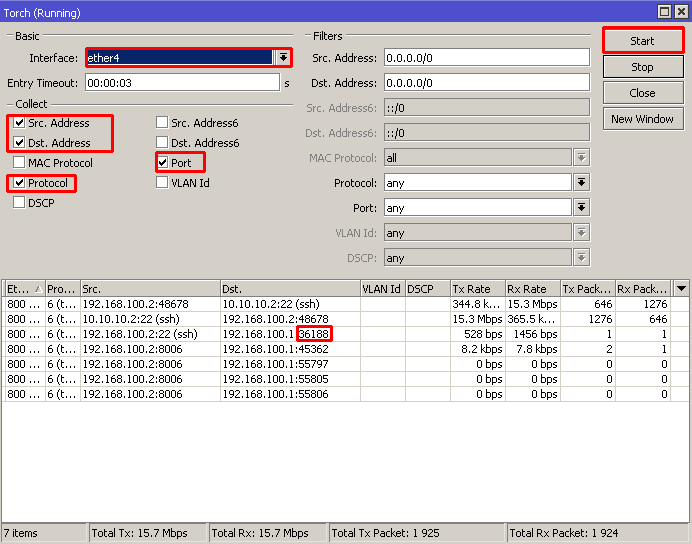 Torch (Running)
Basic
Interface: ether4
Entry Timeout: 00:00:03 s
Collect
Src. Address
Src. Address6
Dst. Address
Dst. Address6
MAC Protocol
Port
Protocol
VLAN Id
DSCP
Filters
Src. Address: 0.0.0.0/0
Dst. Address: 0.0.0.0/0
Src. Address6: ::/0
Dst. Address6: ::/0
MAC Protocol: all
Protocol: any
Port: any
VLAN Id: any
DSCP: any
Start
Stop
Close
New Window
Et... Pro... Src. Dst. VLAN Id DSCP Tx Rate Rx Rate Tx Pack... Rx Pack...
800 ... 6 (t... 192.168.100.2:48678 10.10.10.2:22 (ssh) 344.8 k... 15.3 Mbps 646 1276
800 ... 6 (t... 10.10.10.2:22 (ssh) 192.168.100.2:48678 15.3 Mbps 365.5 k... 1276 646
800 ... 6 (t... 192.168.100.2:22 (ssh) 192.168.100.1:36188 528 bps 1456 bps 1 1
800 ... 6 (t... 192.168.100.2:8006 192.168.100.1:45362 8.2 kbps 7.8 kbps 2 1
800 ... 6 (t... 192.168.100.2:8006 192.168.100.1:55797 0 bps 0 bps 0 0
800 ... 6 (t... 192.168.100.2:8006 192.168.100.1:55805 0 bps 0 bps 0 0
800 ... 6 (t... 192.168.100.2:8006 192.168.100.1:55806 0 bps 0 bps 0 0
7 items Total Tx: 15.7 Mbps Total Rx: 15.7 Mbps Total Tx Packet: 1 925 Total Rx Packet: 1 924